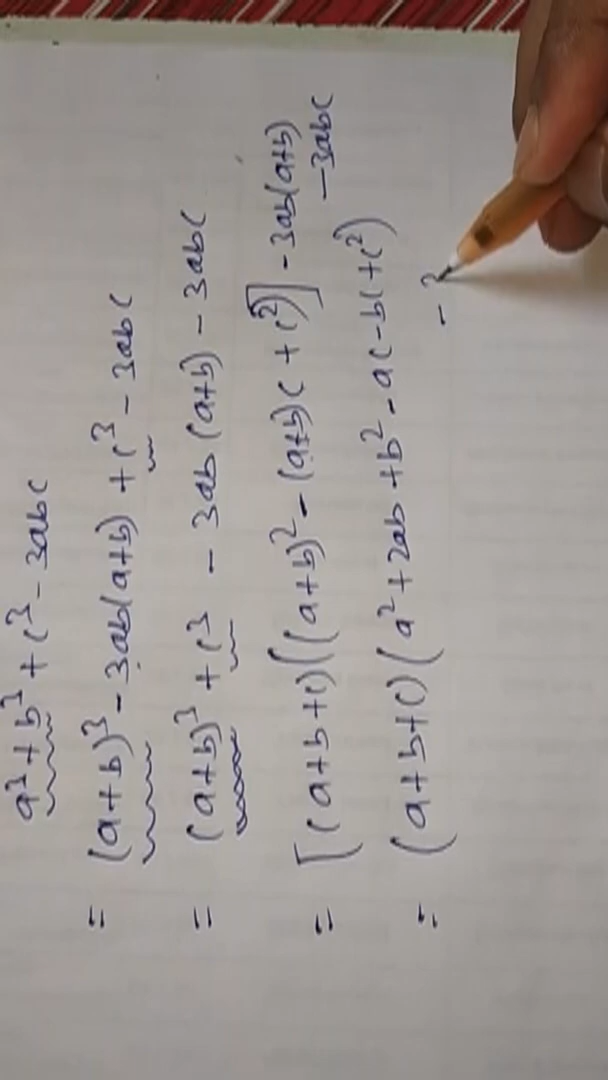 a³ + b³ + c³ - 3abc
= (a+b)³ - 3ab(a+b) + c³ - 3abc
= (a+b)³ + c³ - 3ab(a+b) - 3abc
= [(a+b+c)((a+b)² - (a+b)c + c²)] - 3ab(a+b)
- 3abc
= (a+b+c)(a² + 2ab + b² - ac - bc + c²)
- 3